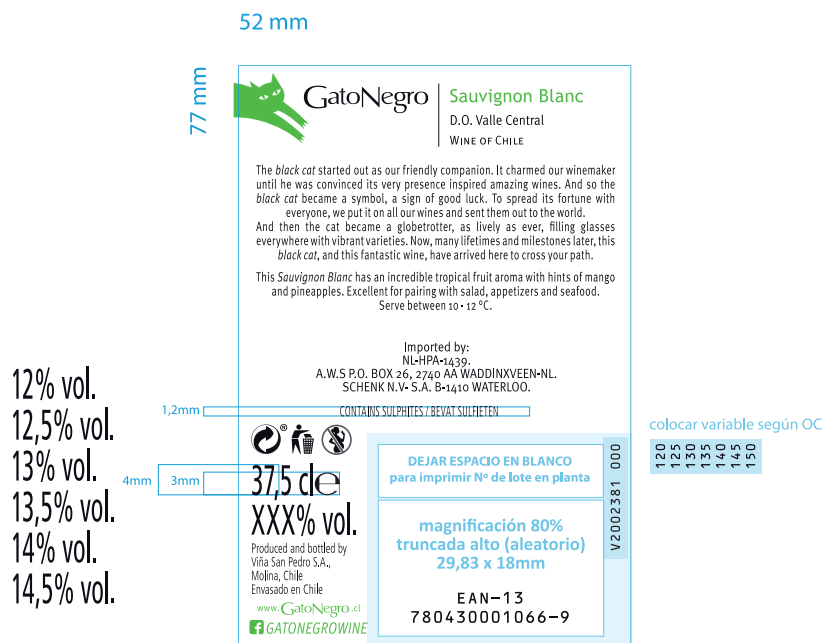 52 mm
77 mm
GatoNegro
Sauvignon Blanc
D.O. Valle Central
WINE OF CHILE
The black cat started out as our friendly companion. It charmed our winemaker
until he was convinced its very presence inspired amazing wines. And so the
black cat became a symbol, a sign of good luck. To spread its fortune with
everyone, we put it on all our wines and sent them out to the world.
And then the cat became a globetrotter, as lively as ever, filling glasses
everywhere with vibrant varieties. Now, many lifetimes and milestones later, this
black cat, and this fantastic wine, have arrived here to cross your path.
This Sauvignon Blanc has an incredible tropical fruit aroma with hints of mango
and pineapples. Excellent for pairing with salad, appetizers and seafood.
Serve between 10 - 12 ºC.
Imported by:
NL-HPA-1439.
A.W.S P.O. BOX 26, 2740 AA WADDINXVEEN-NL.
SCHENK N.V- S.A. B-1410 WATERLOO.
1,2mm
CONTAINS SULPHITES / BEVAT SULFIETEN
12% vol.
12,5% vol.
13% vol.
13,5% vol.
14% vol.
14,5% vol.
®
4mm
3mm
37,5 cl e
XXX% vol.
Produced and bottled by
Viña San Pedro S.A.,
Molina, Chile
Envasado en Chile
www.GatoNegro.cl
f GATONEGROWINE
DEJAR ESPACIO EN BLANCO
para imprimir Nº de lote en planta
magnificación 80%
truncada alto (aleatorio)
29,83 x 18mm
EAN-13
780430001066-9
V2002381 000
colocar variable según OC
120
125
130
135
140
145
150